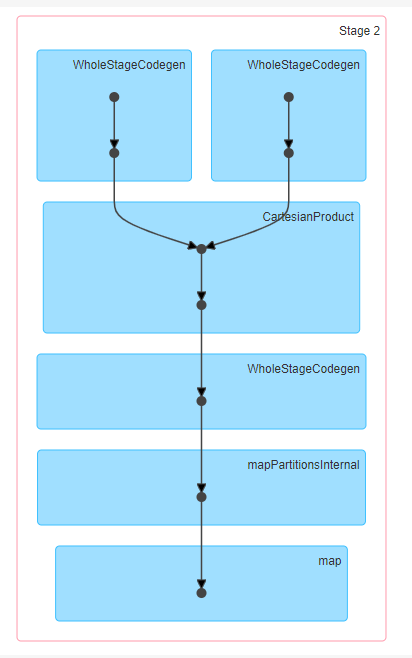 Stage 2
WholeStageCodegen
WholeStageCodegen
CartesianProduct
WholeStageCodegen
mapPartitionsInternal
map